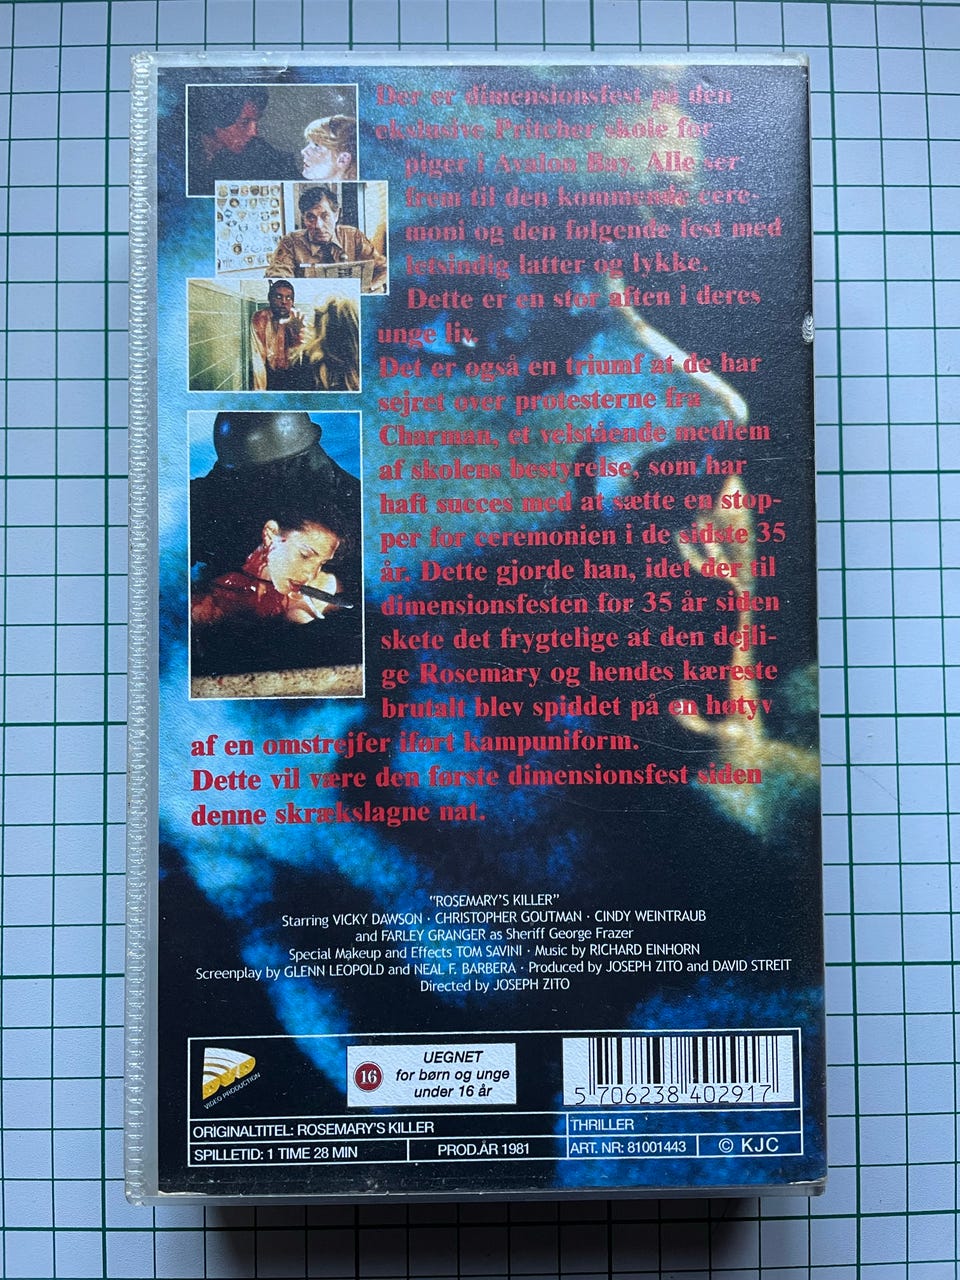 Der er dimensionsfest på den
ekslusive Pritcher skole for
piger i Avalon Bay. Alle ser
frem til den kommende cere-
moni og den følgende fest med
letsindig latter og lykke.
Dette er en stor aften i deres
unge liv.
Det er også en triumf at de har
sejret over protesterne fra
Charman, et velstående medlem
af skolens bestyrelse, som har
haft succes med at sætte en stop-
per for ceremonien i de sidste 35
år. Dette gjorde han, idet der til
dimensionsfesten for 35 år siden
skete det frygtelige at den dejli-
ge Rosemary og hendes kæreste
brutalt blev spiddet på en høtyv
af en omstrejfer iført kampuniform.
Dette vil være den første dimensionsfest siden
denne skrækslagne nat.
"ROSEMARY'S KILLER"
Starring VICKY DAWSON · CHRISTOPHER GOUTMAN · CINDY WEINTRAUB
and FARLEY GRANGER as Sheriff George Frazer
Special Makeup and Effects TOM SAVINI · Music by RICHARD EINHORN
Screenplay by GLENN LEOPOLD and NEAL F. BARBERA · Produced by JOSEPH ZITO and DAVID STREIT
Directed by JOSEPH ZITO
VIDEO PRODUCTION
16
UEGNET
for børn og unge
under 16 år
5 706238 402917
ORIGINALTITEL: ROSEMARY'S KILLER
THRILLER
SPILLETID: 1 TIME 28 MIN
PROD.ÅR 1981
ART. NR: 81001443
© KJC